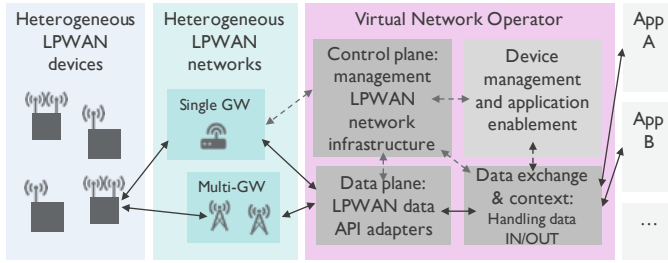 Heterogeneous
LPWAN
devices
Heterogeneous
LPWAN
networks
Single GW
Multi-GW
Virtual Network Operator
Control plane:
management
LPWAN
network
infrastructure
Device
management
and application
enablement
Data plane:
LPWAN data
API adapters
Data exchange
& context:
Handling data
IN/OUT
App
A
App
B
...